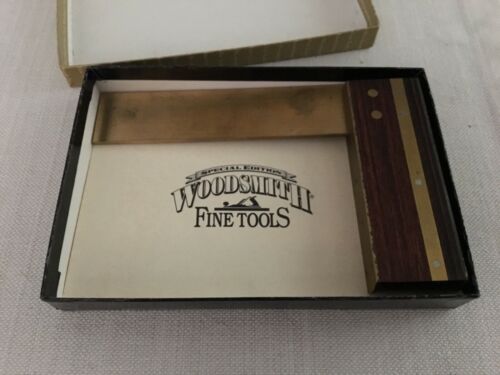 SPECIAL EDITION
WOODSMITH®
FINE TOOLS